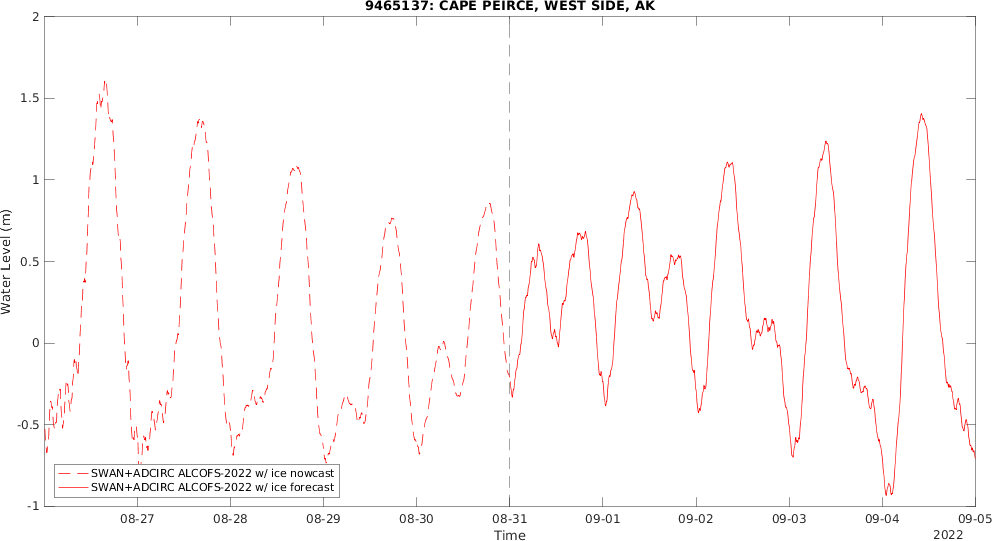 9465137: CAPE PEIRCE, WEST SIDE, AK
Water Level (m)
2
1.5
1
0.5
0
-0.5
-1
SWAN+ADCIRC ALCOFS-2022 w/ ice nowcast
SWAN+ADCIRC ALCOFS-2022 w/ ice forecast
08-27 08-28 08-29 08-30 08-31 09-01 09-02 09-03 09-04 09-05
Time
2022